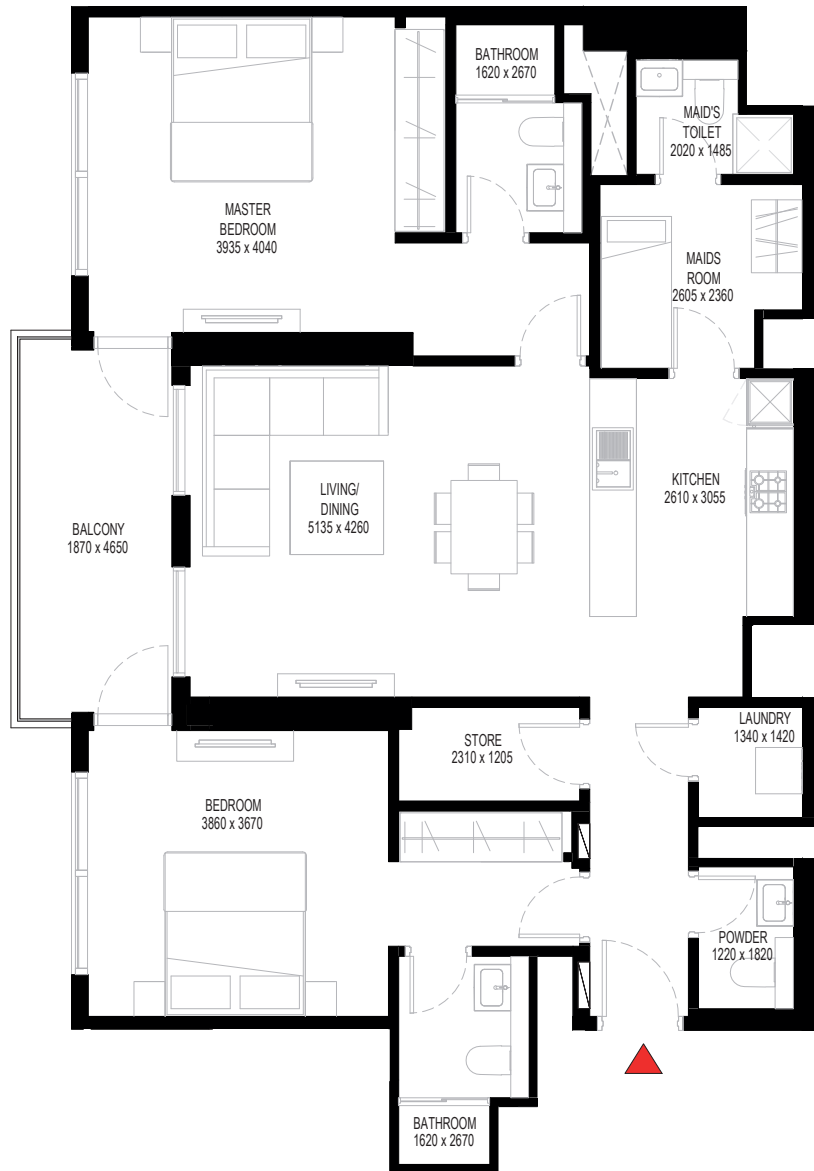 BATHROOM
1620 x 2670
MAID'S
TOILET
2020 x 1485
MASTER
BEDROOM
3935 x 4040
MAIDS
ROOM
2605 x 2360
LIVING/
DINING
5135 x 4260
KITCHEN
2610 x 3055
BALCONY
1870 x 4650
STORE
2310 x 1205
LAUNDRY
1340 x 1420
BEDROOM
3860 x 3670
POWDER
1220 x 1820
BATHROOM
1620 x 2670